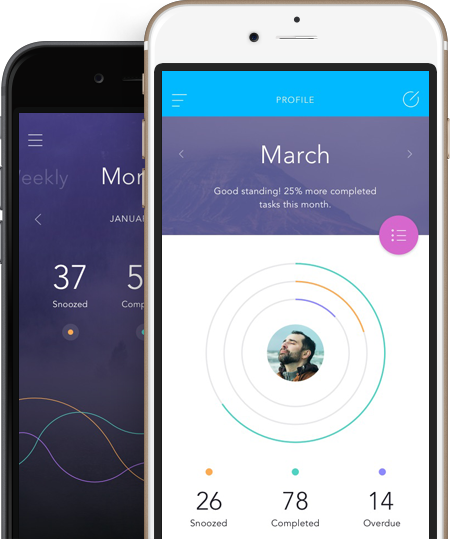 PROFILE
March
Good standing! 25% more completed
tasks this month.
26 78 14
Snoozed Completed Overdue
eekly Mon
JANUA
37 5
Snoozed Comp